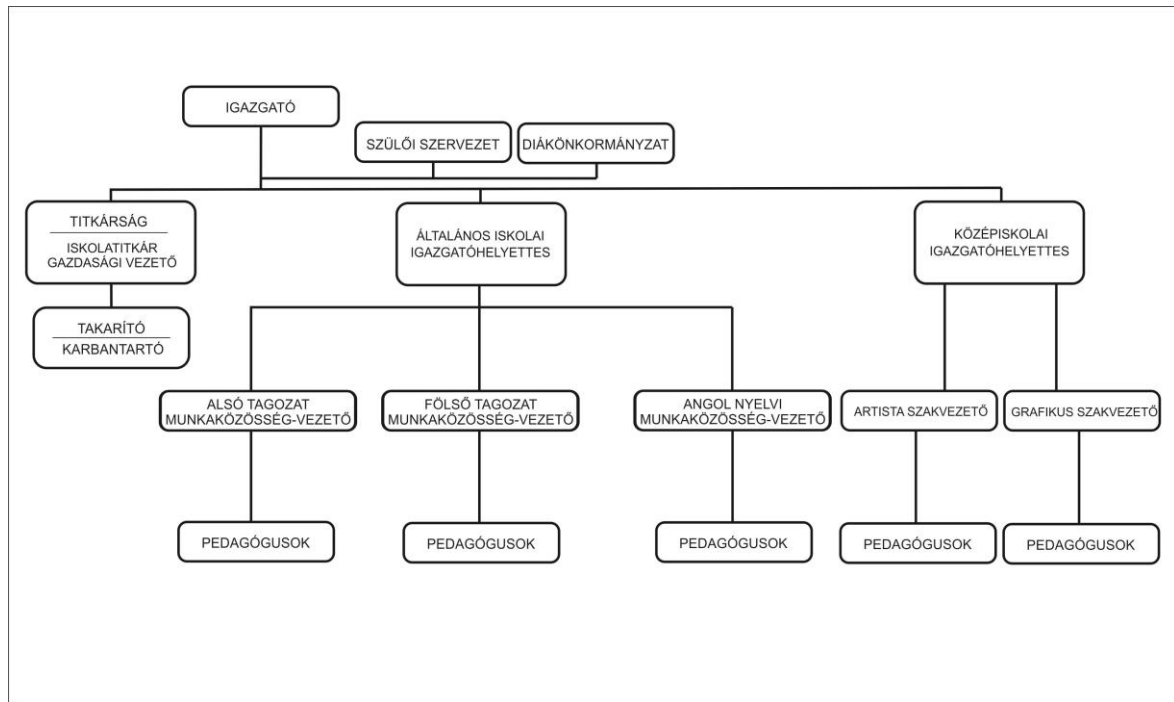 IGAZGATÓ
SZÜLŐI SZERVEZET
DIÁKÖNKORMÁNYZAT
TITKÁRSÁG
ISKOLATITKÁR
GAZDASÁGI VEZETŐ
ÁLTALÁNOS ISKOLAI
IGAZGATÓHELYETTES
KÖZÉPISKOLAI
IGAZGATÓHELYETTES
TAKARÍTÓ
KARBANTARTÓ
ALSÓ TAGOZAT
MUNKAKÖZÖSSÉG-VEZETŐ
FÖLSŐ TAGOZAT
MUNKAKÖZÖSSÉG-VEZETŐ
ANGOL NYELVI
MUNKAKÖZÖSSÉG-VEZETŐ
ARTISTA SZAKVEZETŐ
GRAFIKUS SZAKVEZETŐ
PEDAGÓGUSOK
PEDAGÓGUSOK
PEDAGÓGUSOK
PEDAGÓGUSOK
PEDAGÓGUSOK